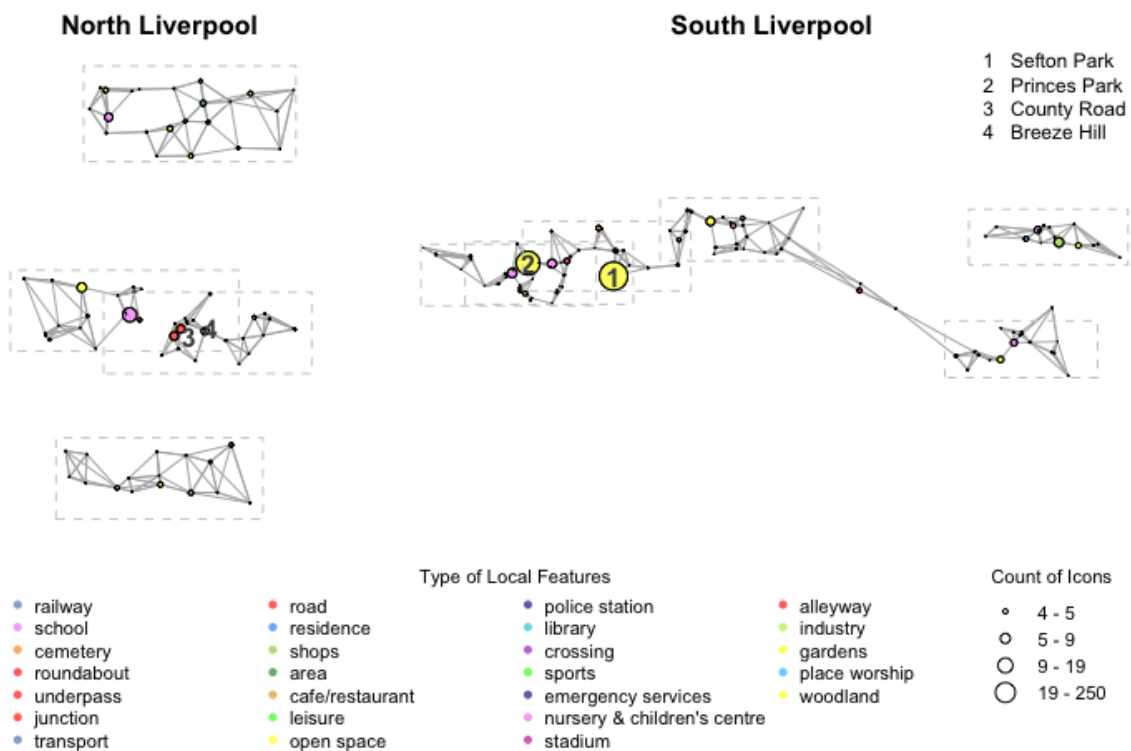 North Liverpool
South Liverpool
1 Sefton Park
2 Princes Park
3 County Road
4 Breeze Hill
2
1
3
4
Type of Local Features
railway
school
cemetery
roundabout
underpass
junction
transport
road
residence
shops
area
cafe/restaurant
leisure
open space
police station
library
crossing
sports
emergency services
nursery & children's centre
stadium
alleyway
industry
gardens
place worship
woodland
Count of Icons
4 - 5
5 - 9
9 - 19
19 - 250